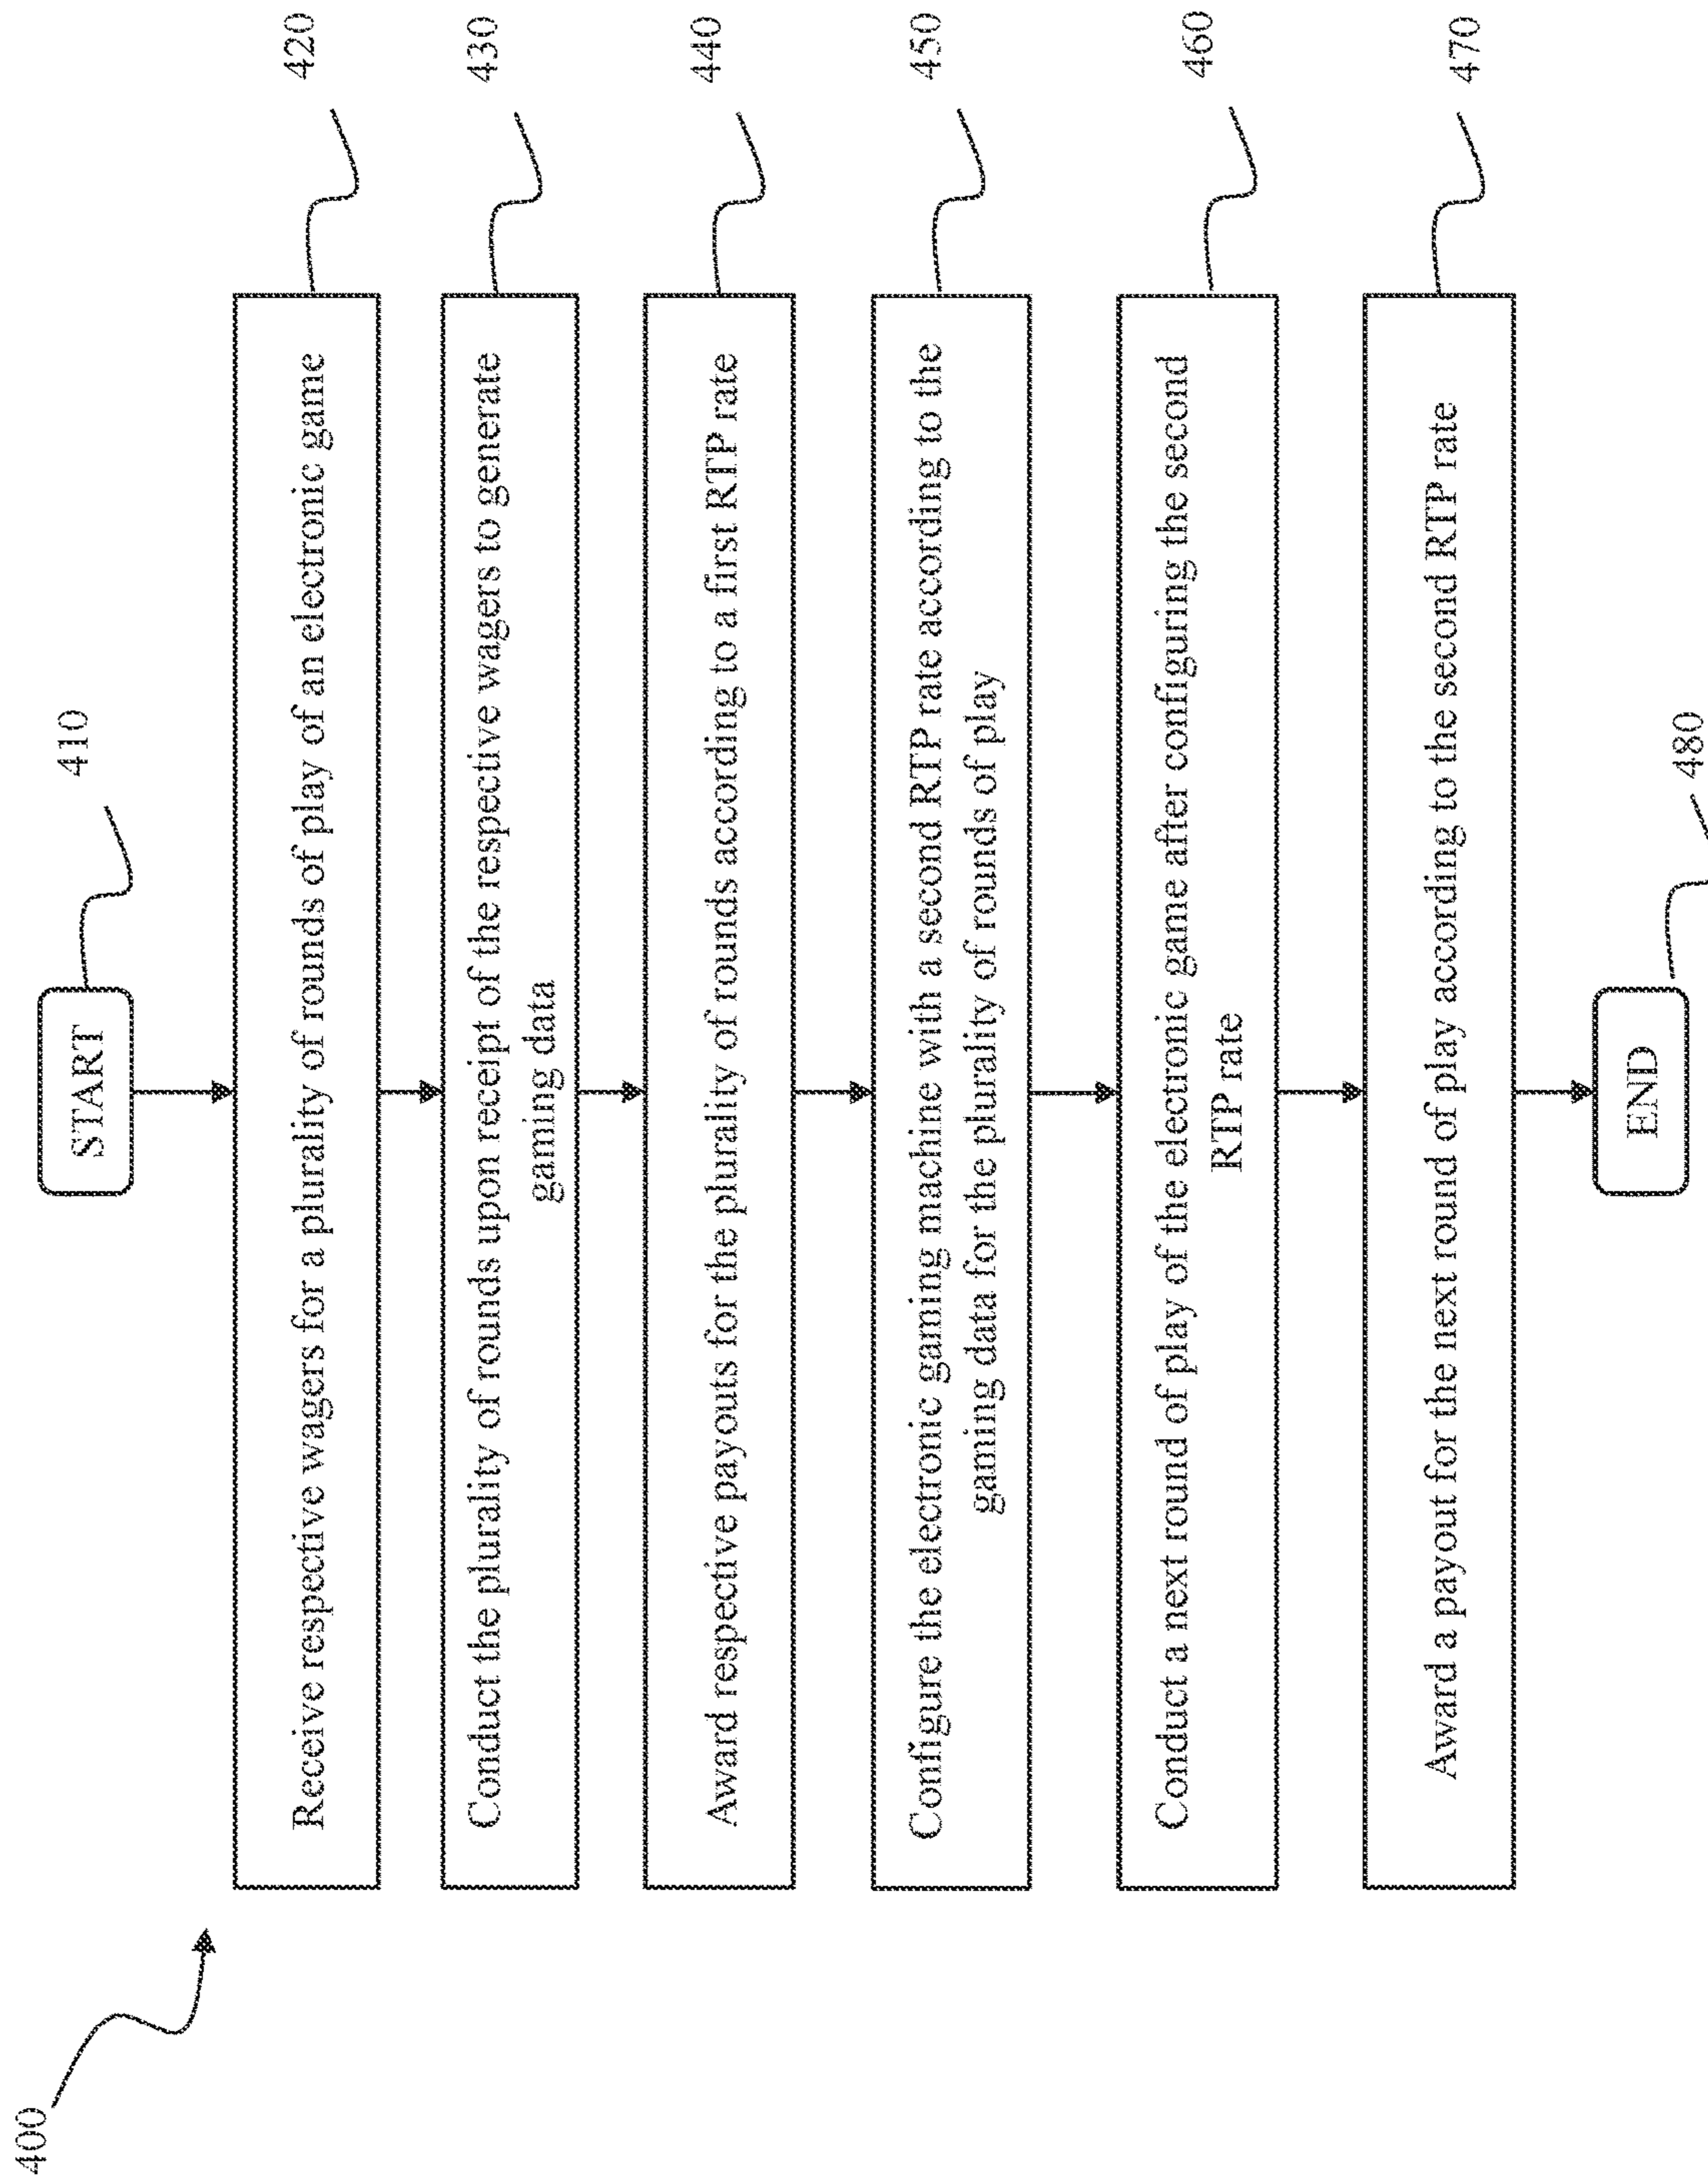 400
START
410
Receive respective wagers for a plurality of rounds of play of an electronic game
420
Conduct the plurality of rounds upon receipt of the respective wagers to generate
gaming data
430
Award respective payouts for the plurality of rounds according to a first RTP rate
440
Configure the electronic gaming machine with a second RTP rate according to the
gaming data for the plurality of rounds of play
450
Conduct a next round of play of the electronic game after configuring the second
RTP rate
460
Award a payout for the next round of play according to the second RTP rate
470
END
480